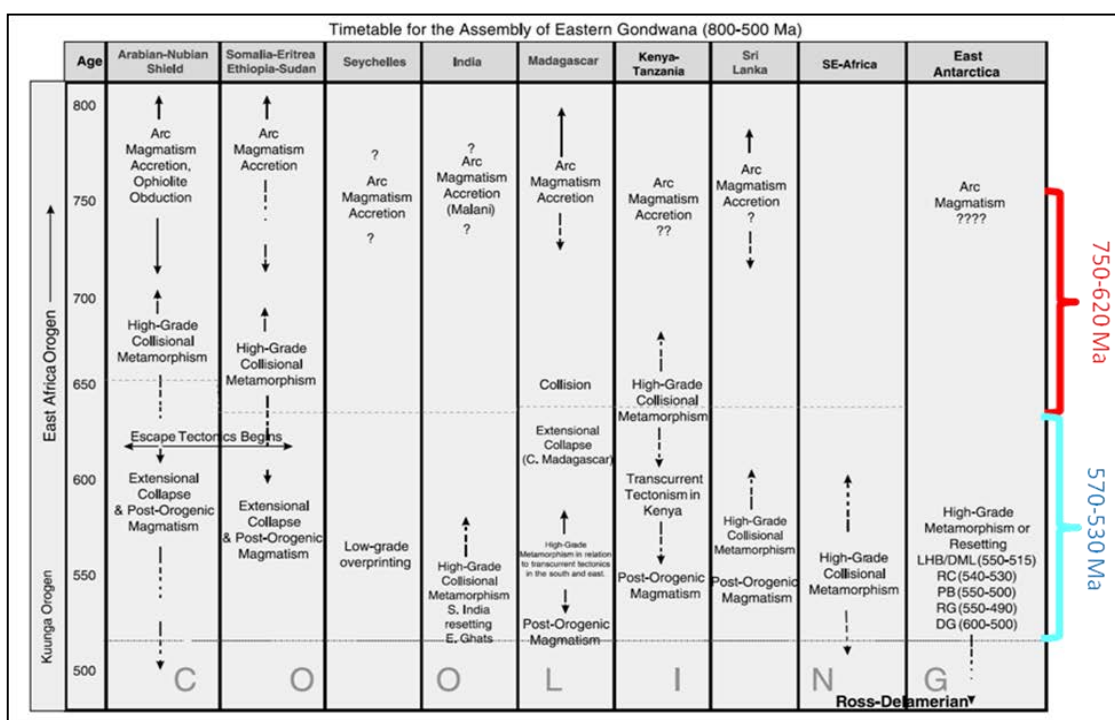 Timetable for the Assembly of Eastern Gondwana (800-500 Ma)
Age
Arabian-Nubian
Shield
Somalia-Eritrea
Ethiopia-Sudan
Seychelles
India
Madagascar
Kenya-
Tanzania
Sri
Lanka
SE-Africa
East
Antarctica
East Africa Orogen
Kuunga Orogen
800
750
700
650
600
550
500
Arc
Magmatism
Accretion,
Ophiolite
Obduction
High-Grade
Collisional
Metamorphism
Escape Tectonics Begins
Extensional
Collapse
& Post-Orogenic
Magmatism
Arc
Magmatism
Accretion
High-Grade
Collisional
Metamorphism
Extensional
Collapse
& Post-Orogenic
Magmatism
?
Arc
Magmatism
Accretion
?
Low-grade
overprinting
?
Arc
Magmatism
Accretion
(Malani)
?
High-Grade
Collisional
Metamorphism
S. India
resetting
E. Ghats
Arc
Magmatism
Accretion
Collision
Extensional
Collapse
(C. Madagascar)
High-Grade
Metamorphism in relation
to transcurrent tectonics
in the south and east.
Post-Orogenic
Magmatism
Arc
Magmatism
Accretion
??
High-Grade
Collisional
Metamorphism
Transcurrent
Tectonism in
Kenya
Post-Orogenic
Magmatism
Arc
Magmatism
Accretion
?
High-Grade
Collisional
Metamorphism
Post-Orogenic
Magmatism
High-Grade
Collisional
Metamorphism
Arc
Magmatism
????
High-Grade
Metamorphism or
Resetting
LHB/DML (550-515)
RC (540-530)
PB (550-500)
RG (550-490)
DG (600-500)
C O O L I N G
Ross-Delamerian
750-620 Ma
570-530 Ma